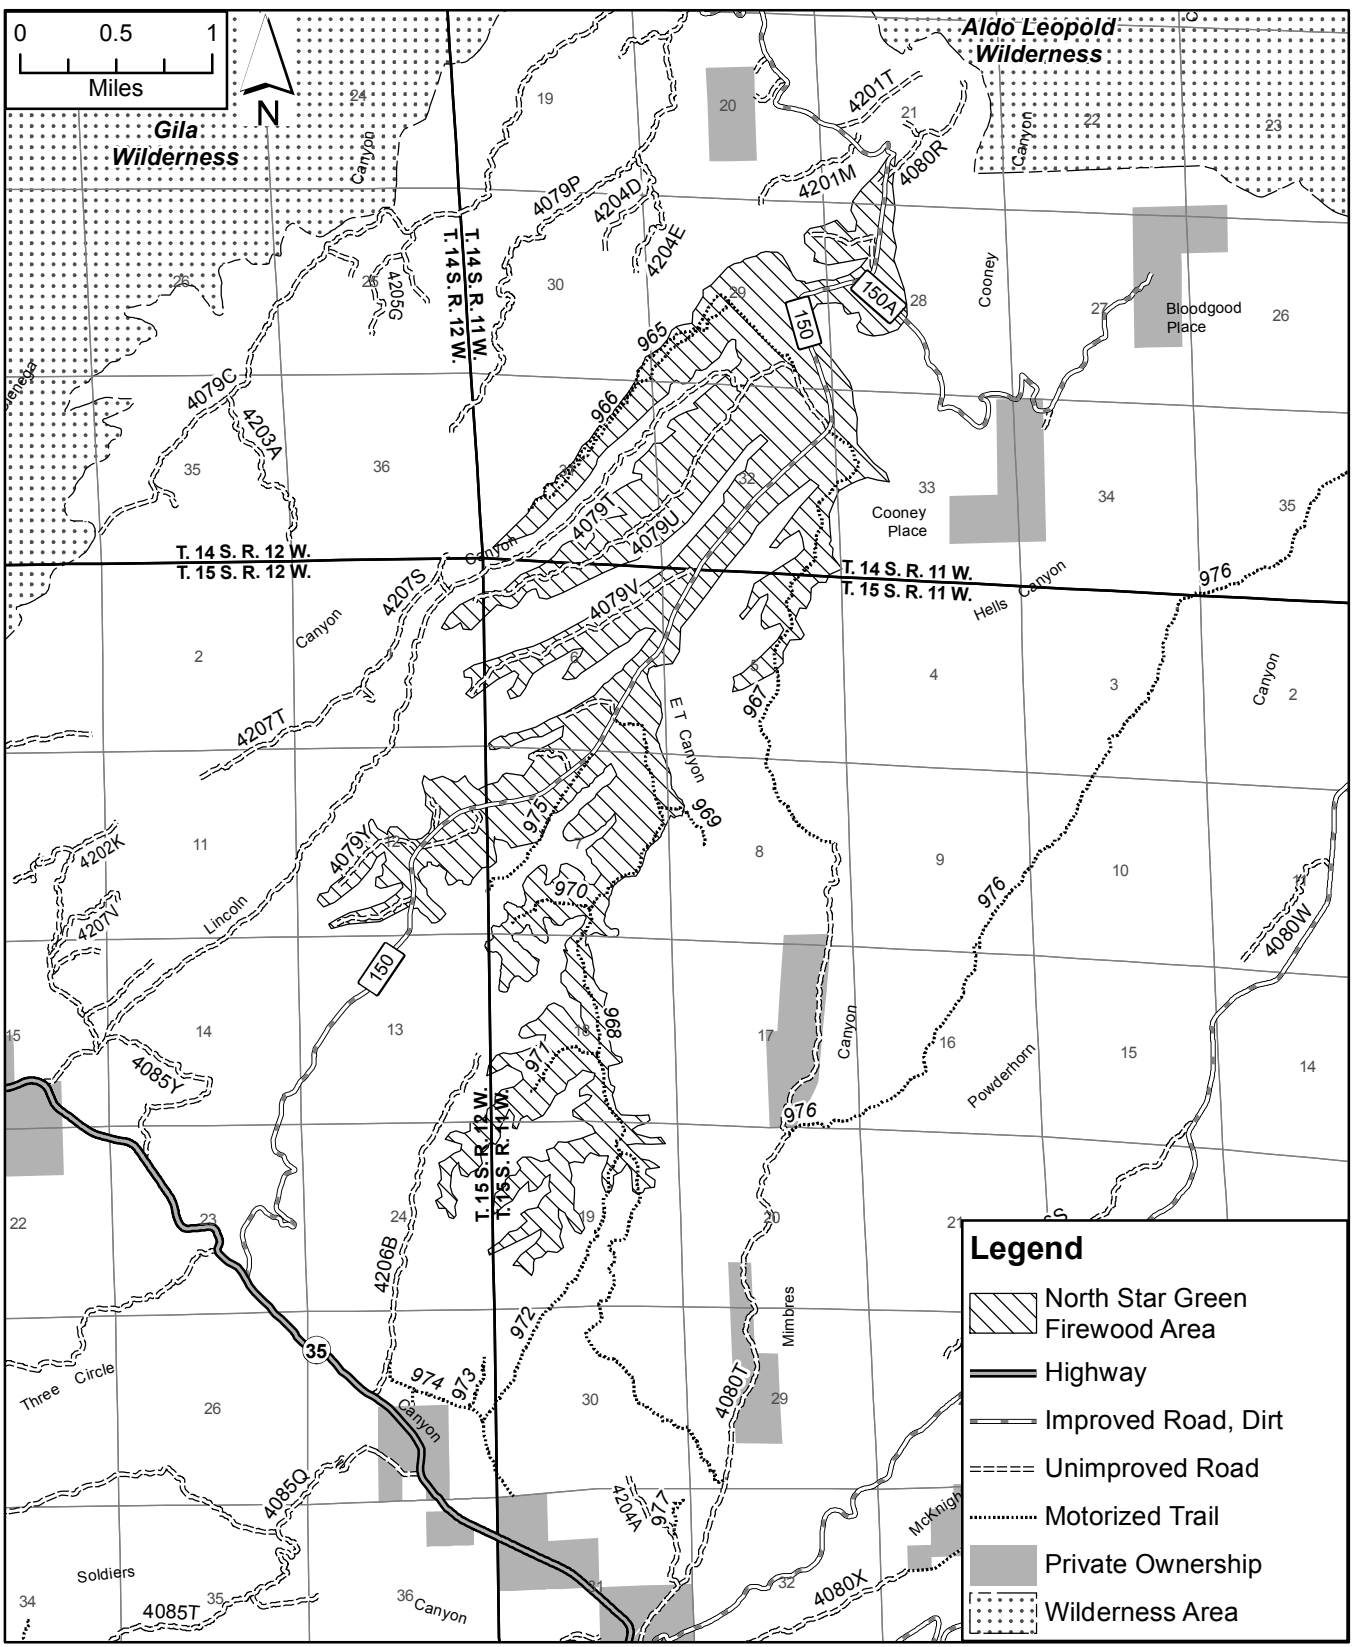 0 0.5 1
Miles
N
Gila
Wilderness
Aldo Leopold
Wilderness
24
19
20
21
22
23
Canyon
Canyon
4201T
4201M
4080R
4079P
4204D
4204E
T. 14 S. R. 11 W.
T. 14 S. R. 12 W.
26
25
4205G
30
29
28
27
26
Cooney
Bloodgood
Place
150
150A
965
966
4079C
4203A
35
36
32
33
34
35
Cooney
Place
4079T
4079U
Canyon
T. 14 S. R. 12 W.
T. 15 S. R. 12 W.
T. 14 S. R. 11 W.
T. 15 S. R. 11 W.
Hells Canyon
976
4207S
Canyon
4079V
2
6
5
4
3
2
Canyon
967
4207T
E T Canyon
969
975
4202K
11
4079Y
12
7
8
9
10
11
4207V
Lincoln
970
976
4080W
150
15
14
13
18
968
17
Canyon
16
15
14
971
4085Y
Powderhorn
976
T. 15 S. R. 12 W.
T. 15 S. R. 11 W.
22
23
24
19
20
21
4206B
972
Mimbres
35
Three Circle
974
973
26
Canyon
30
4080T
29
4085Q
4204A
617
McKnigh
Soldiers
34
35
36
Canyon
31
32
4080X
4085T
Legend
North Star Green
Firewood Area
Highway
Improved Road, Dirt
Unimproved Road
Motorized Trail
Private Ownership
Wilderness Area